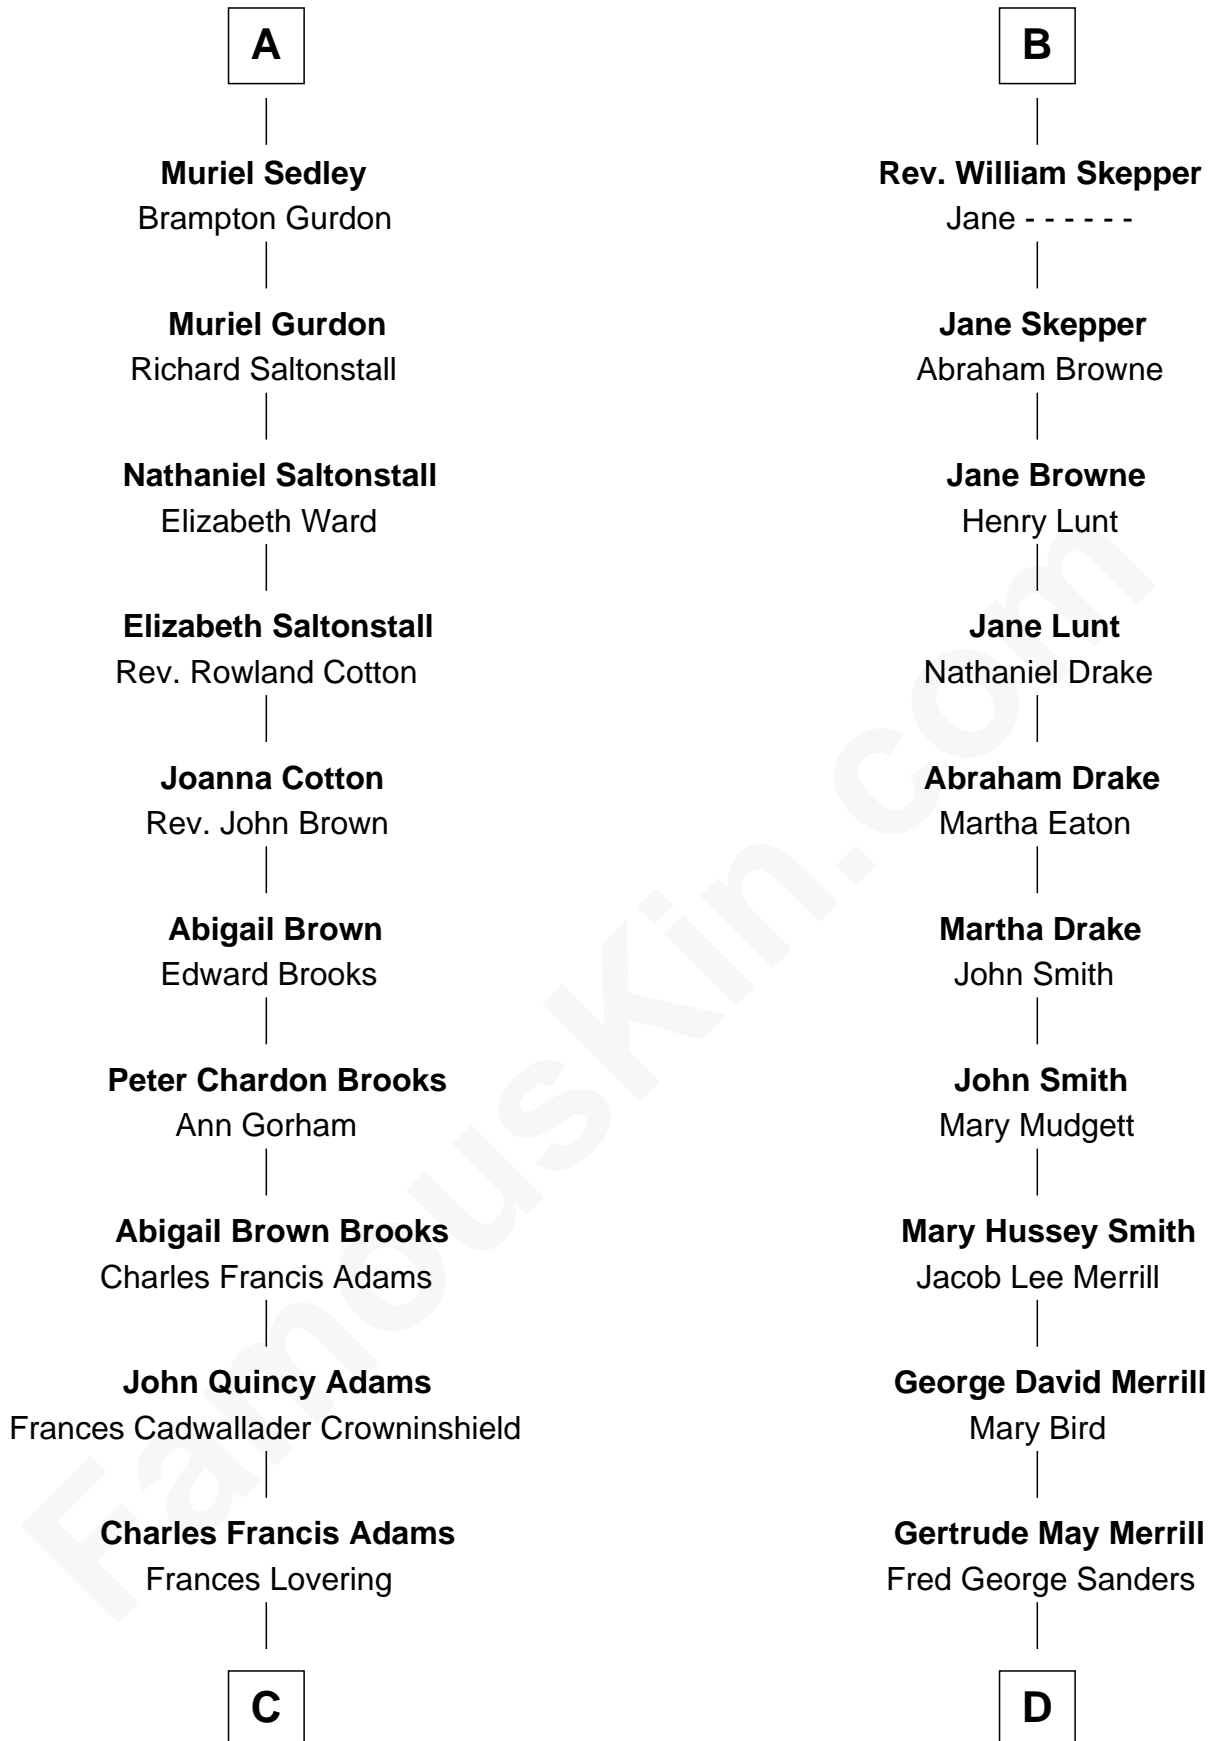 A
Muriel Sedley
Brampton Gurdon
Muriel Gurdon
Richard Saltonstall
Nathaniel Saltonstall
Elizabeth Ward
Elizabeth Saltonstall
Rev. Rowland Cotton
Joanna Cotton
Rev. John Brown
Abigail Brown
Edward Brooks
Peter Chardon Brooks
Ann Gorham
Abigail Brown Brooks
Charles Francis Adams
John Quincy Adams
Frances Cadwallader Crowninshield
Charles Francis Adams
Frances Lovering
C
B
Rev. William Skepper
Jane - - - - - -
Jane Skepper
Abraham Browne
Jane Browne
Henry Lunt
Jane Lunt
Nathaniel Drake
Abraham Drake
Martha Eaton
Martha Drake
John Smith
John Smith
Mary Mudgett
Mary Hussey Smith
Jacob Lee Merrill
George David Merrill
Mary Bird
Gertrude May Merrill
Fred George Sanders
D
FamousKin.com